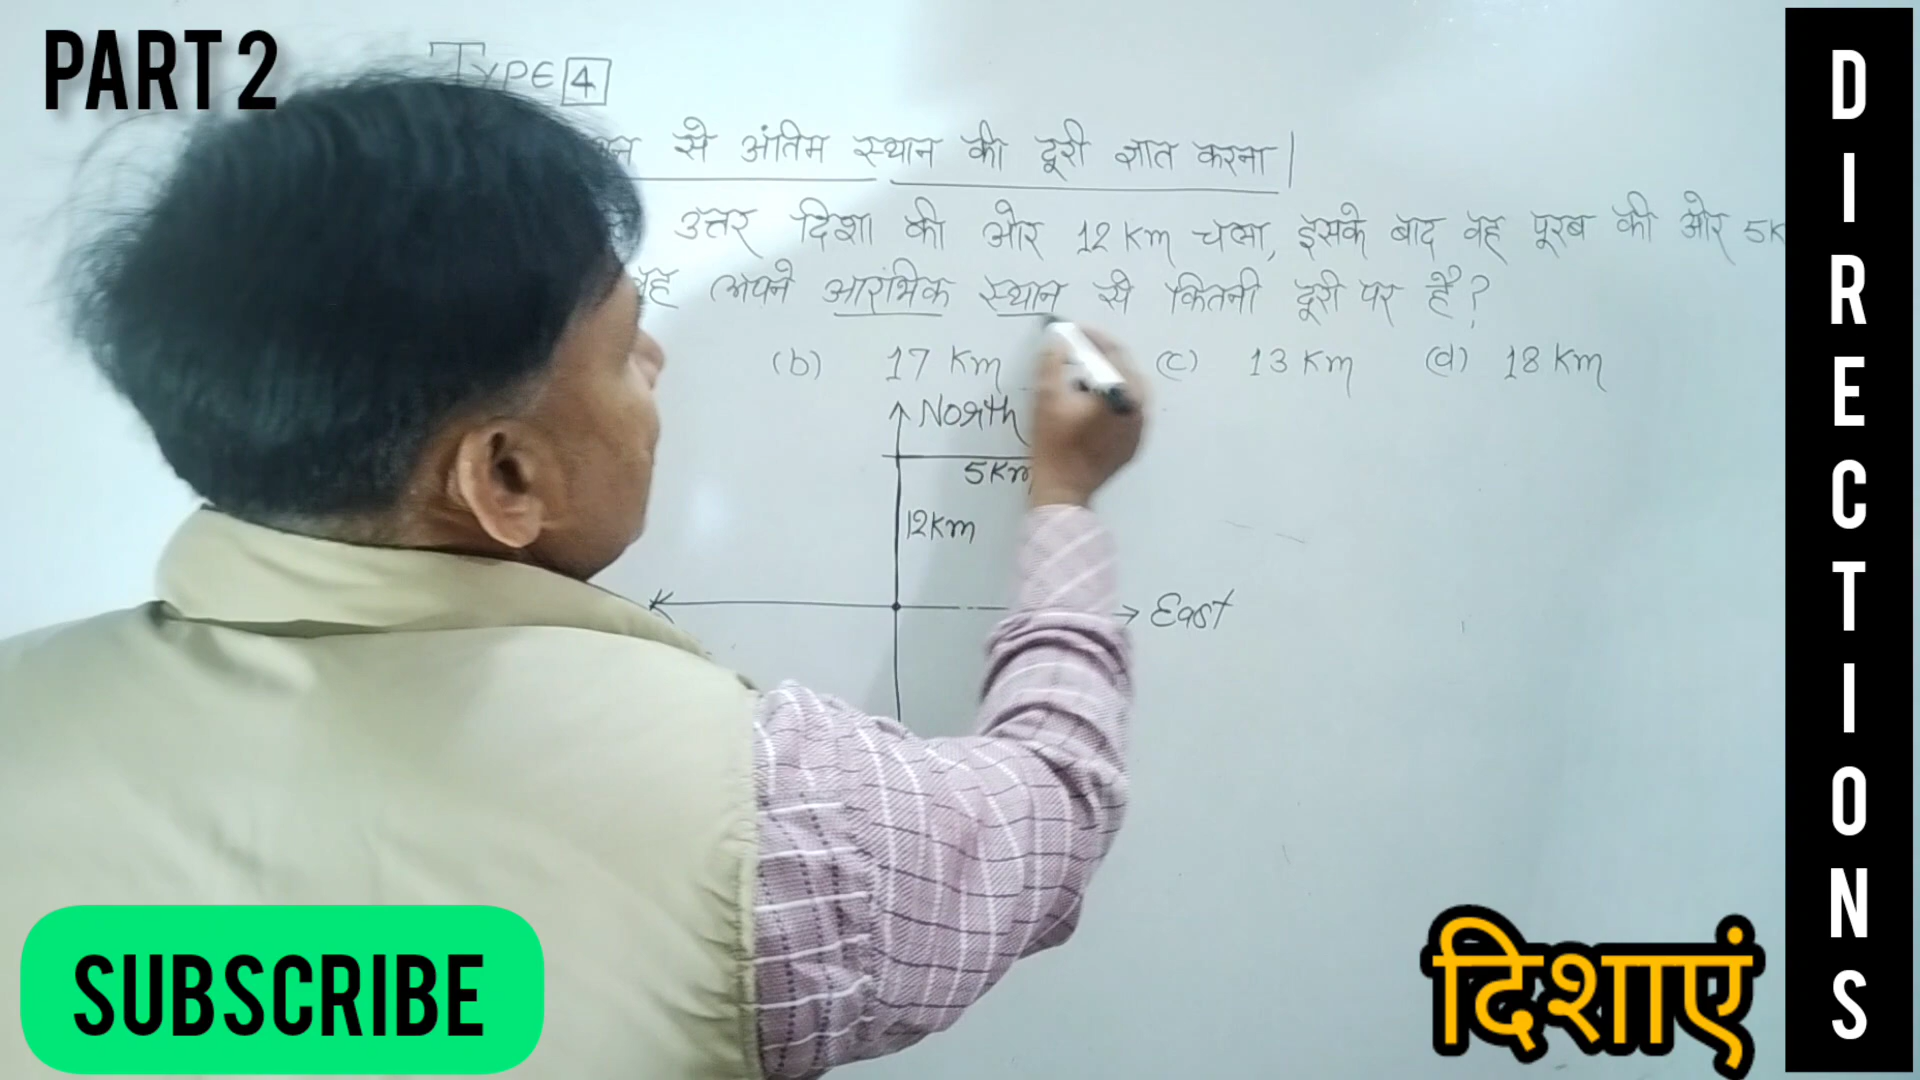 PART 2
TYPE 4
से अंतिम स्थान की दूरी ज्ञात करना|
उत्तर दिशा की ओर 12 Km चला, इसके बाद वह पूरब की ओर 5K
वह अपने आरंभिक स्थान से कितनी दूरी पर है?
(b) 17 Km (c) 13 Km (d) 18 Km
North
5Km
12Km
East
SUBSCRIBE
दिशाएं
DIRECTIONS